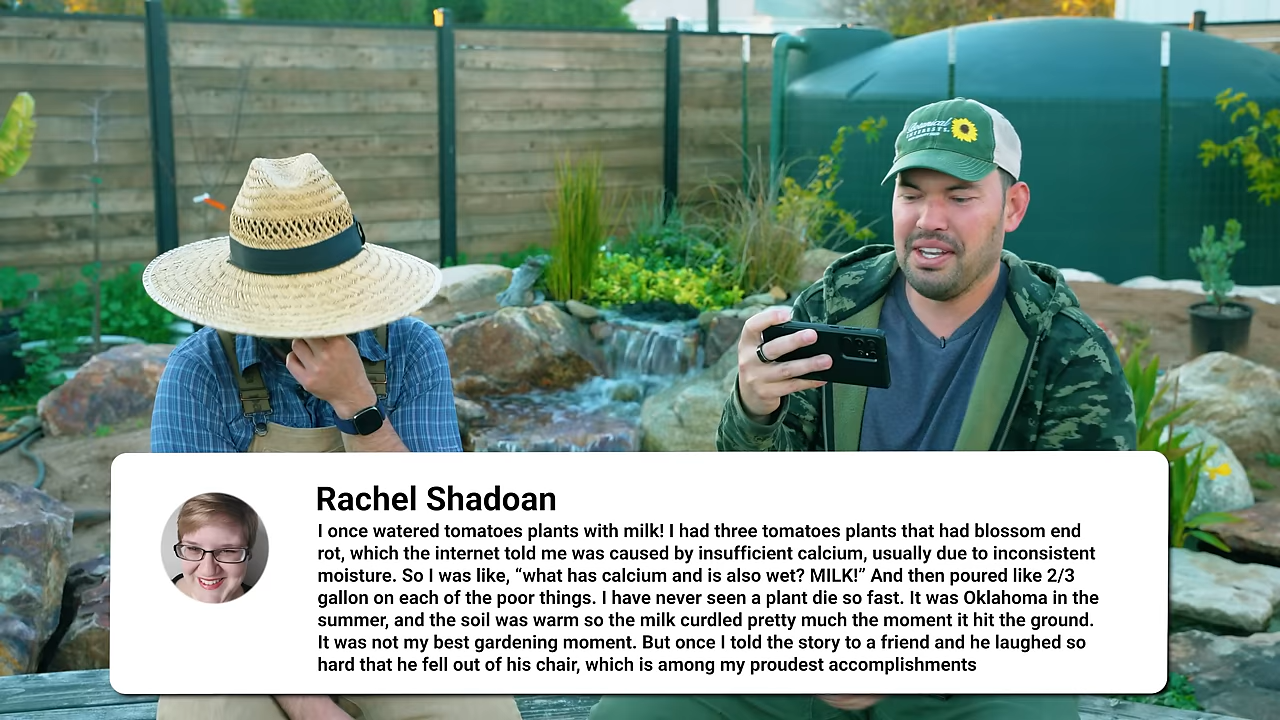 Botanical
INTERESTS
Rachel Shadoan
I once watered tomatoes plants with milk! I had three tomatoes plants that had blossom end
rot, which the internet told me was caused by insufficient calcium, usually due to inconsistent
moisture. So I was like, “what has calcium and is also wet? MILK!” And then poured like 2/3
gallon on each of the poor things. I have never seen a plant die so fast. It was Oklahoma in the
summer, and the soil was warm so the milk curdled pretty much the moment it hit the ground.
It was not my best gardening moment. But once I told the story to a friend and he laughed so
hard that he fell out of his chair, which is among my proudest accomplishments